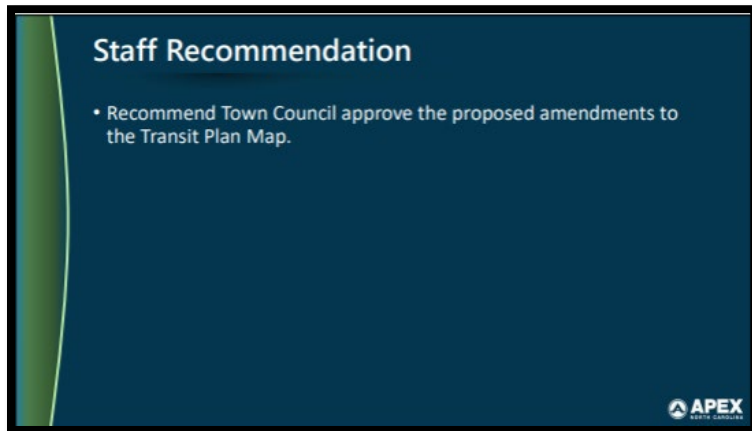 Staff Recommendation
• Recommend Town Council approve the proposed amendments to
the Transit Plan Map.
APEX
NORTH CAROLINA